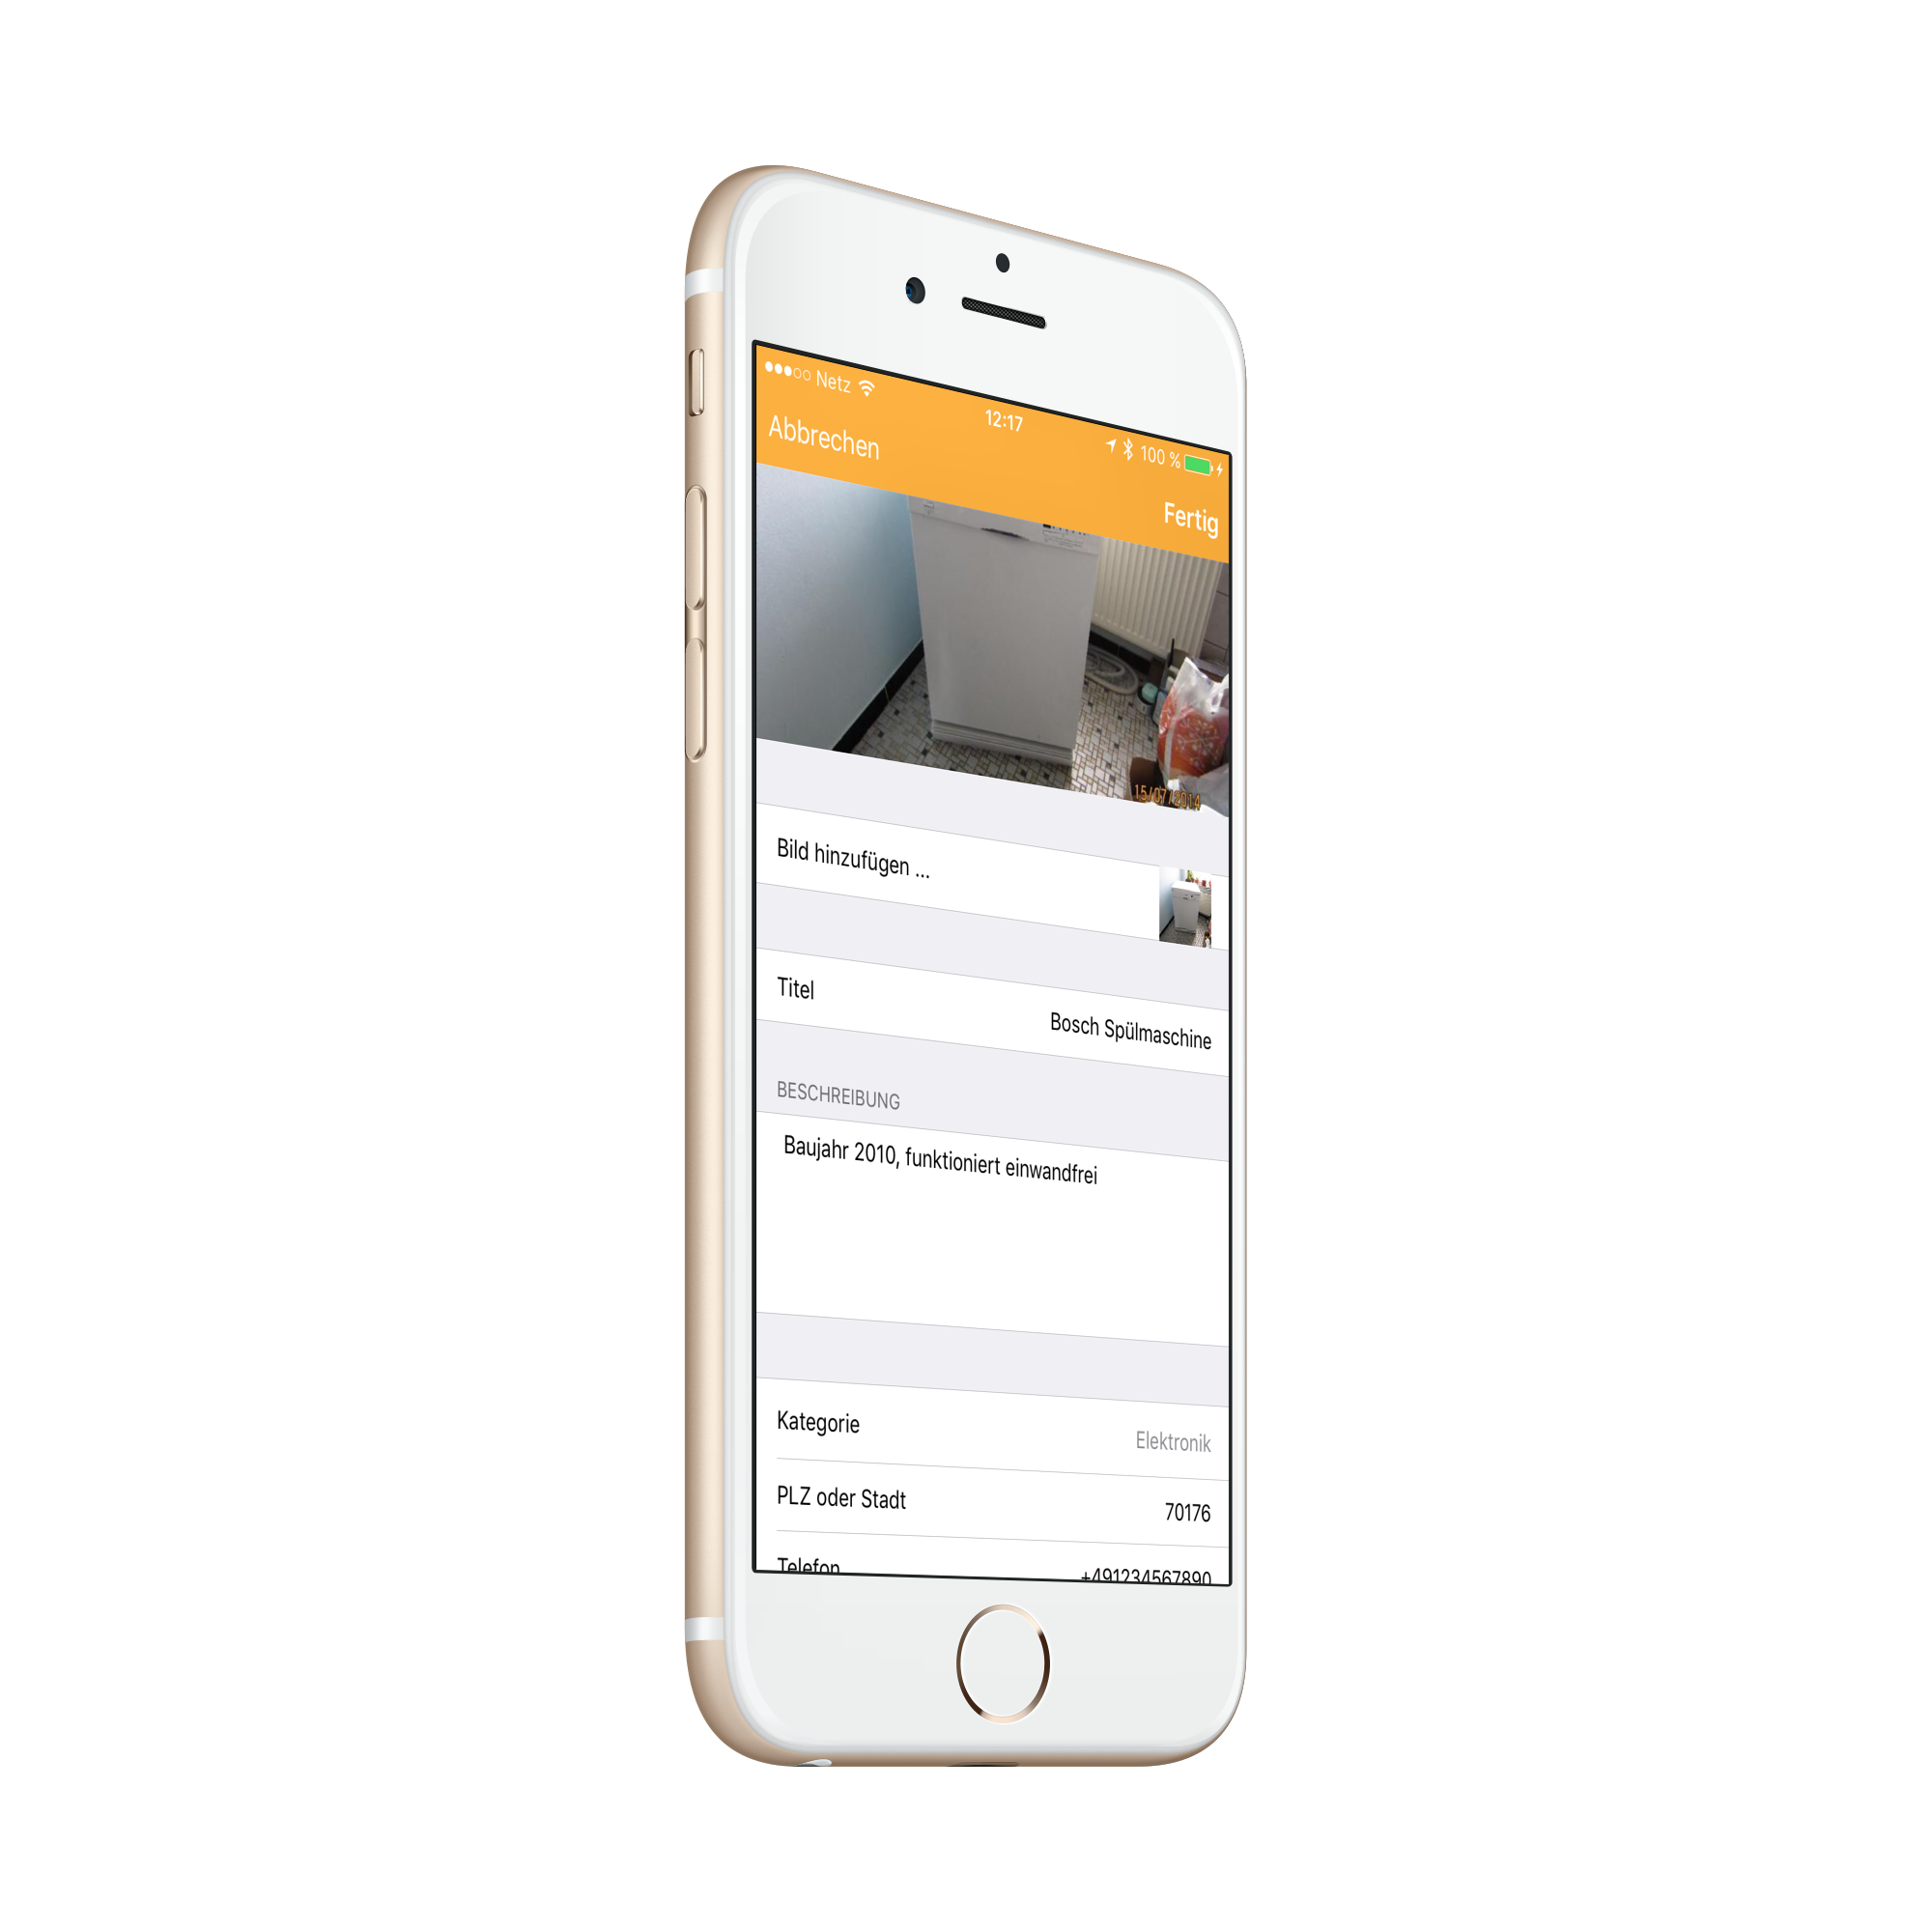 Netz
12:17
100 %
Abbrechen
Fertig
15/07/2014
Bild hinzufügen ...
Titel
Bosch Spülmaschine
BESCHREIBUNG
Baujahr 2010, funktioniert einwandfrei
Kategorie
Elektronik
PLZ oder Stadt
70176
Telefon
+491234567890